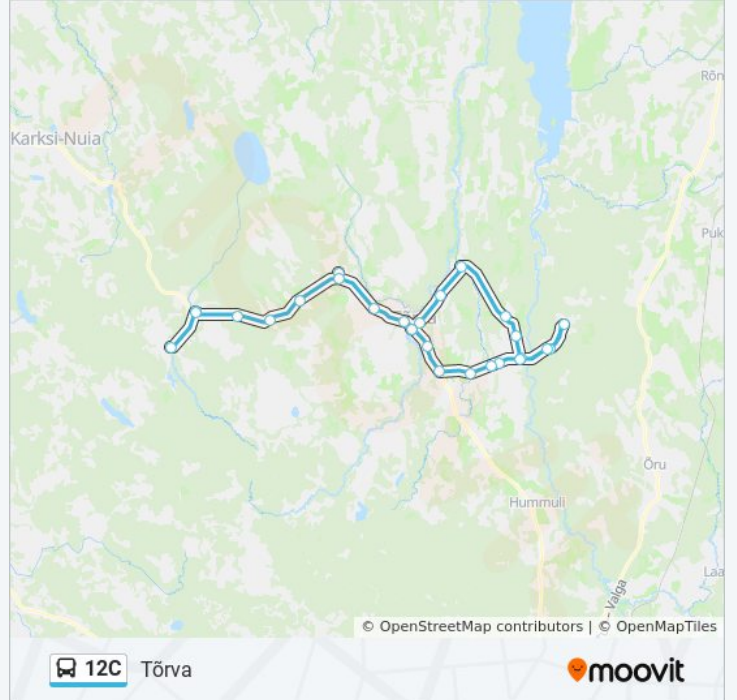 Rõn
Karksi-Nuia
Puk
Õru
Hummuli
Laa
- Valga
© OpenStreetMap contributors | © OpenMapTiles
12C Tõrva
moovit